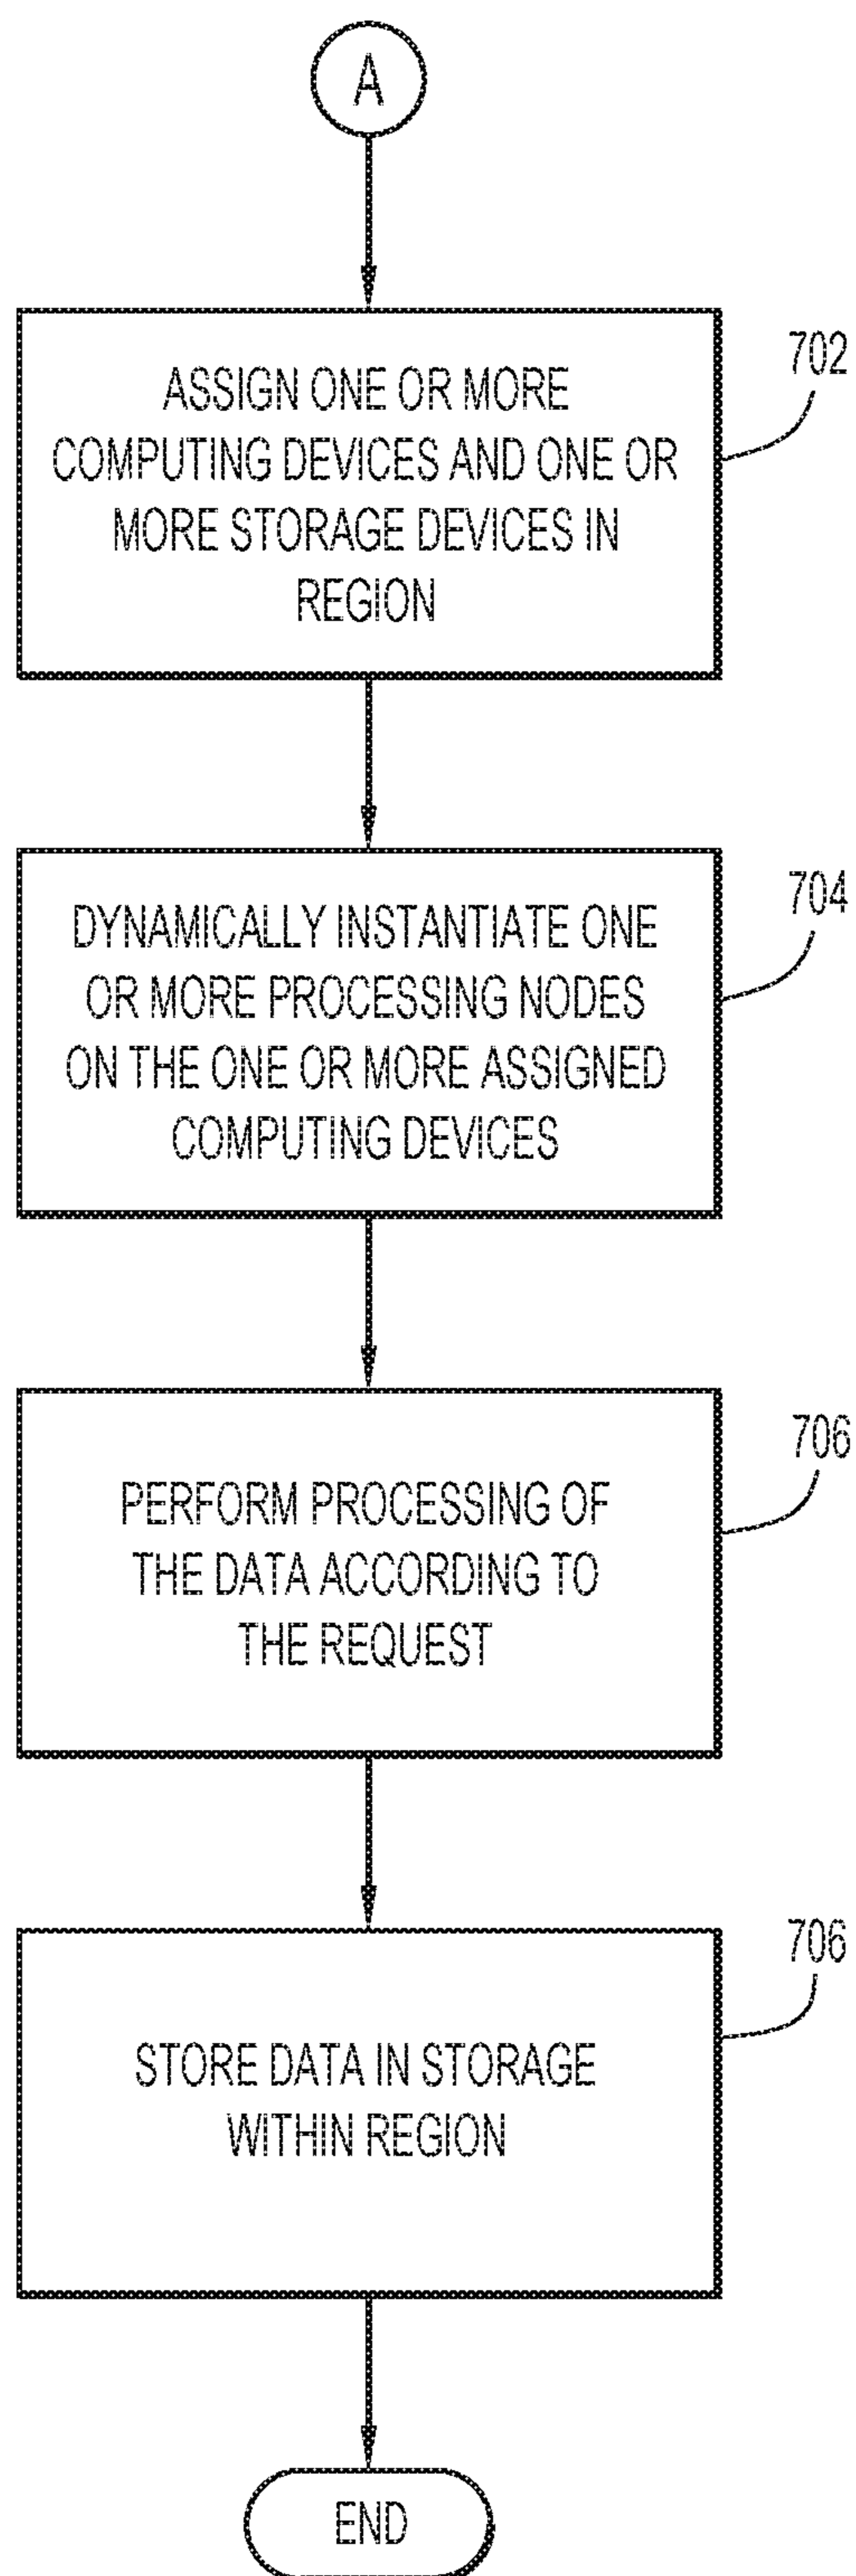 A
ASSIGN ONE OR MORE
COMPUTING DEVICES AND ONE OR
MORE STORAGE DEVICES IN
REGION
702
DYNAMICALLY INSTANTIATE ONE
OR MORE PROCESSING NODES
ON THE ONE OR MORE ASSIGNED
COMPUTING DEVICES
704
PERFORM PROCESSING OF
THE DATA ACCORDING TO
THE REQUEST
706
STORE DATA IN STORAGE
WITHIN REGION
706
END